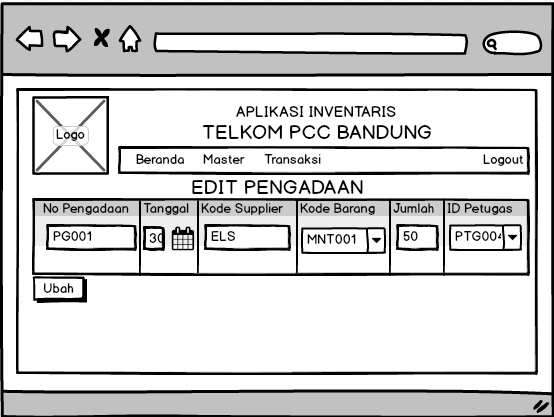 Logo
APLIKASI INVENTARIS
TELKOM PCC BANDUNG
Beranda Master Transaksi Logout
EDIT PENGADAAN
No Pengadaan Tanggal Kode Supplier Kode Barang Jumlah ID Petugas
PG001 30 ELS MNT001 50 PTG004
Ubah